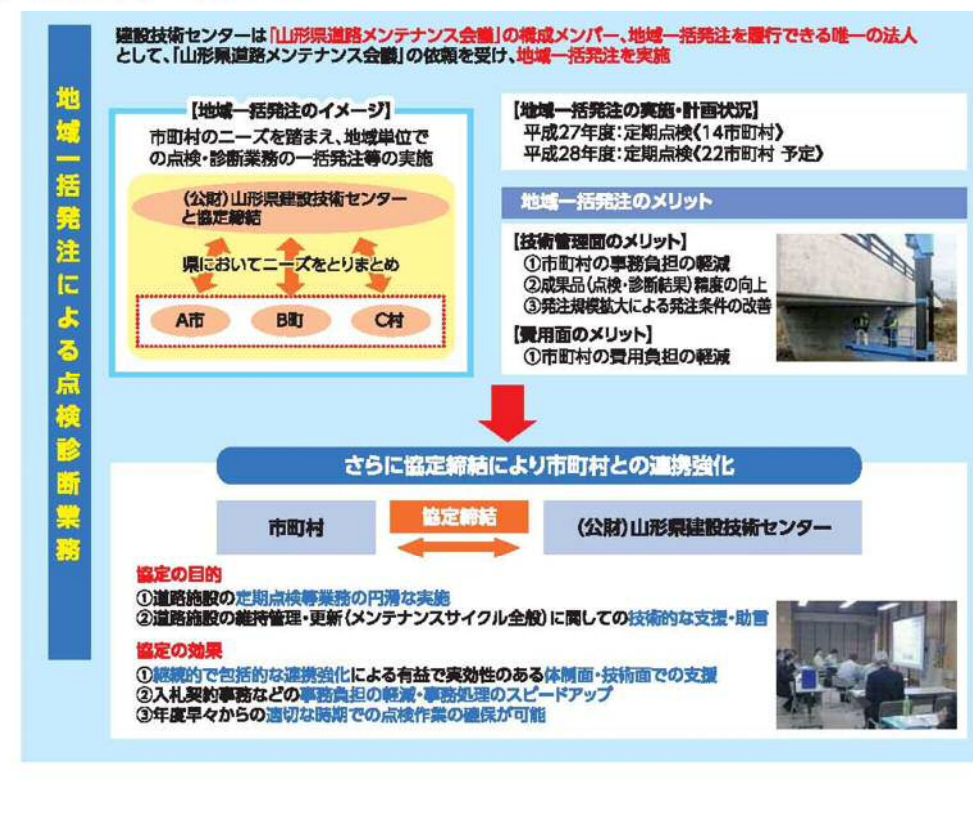 建設技術センターは「山形県道路メンテナンス会議」の構成メンバー、地域一括発注を履行できる唯一の法人
として、「山形県道路メンテナンス会議」の依頼を受け、地域一括発注を実施
地域一括発注による点検診断業務
【地域一括発注のイメージ】
市町村のニーズを踏まえ、地域単位で
の点検・診断業務の一括発注等の実施
(公財)山形県建設技術センター
と協定締結
県においてニーズをとりまとめ
A市 B町 C村
【地域一括発注の実施・計画状況】
平成27年度:定期点検《14市町村》
平成28年度:定期点検《22市町村 予定》
地域一括発注のメリット
【技術管理面のメリット】
①市町村の事務負担の軽減
②成果品(点検・診断結果)精度の向上
③発注規模拡大による発注条件の改善
【費用面のメリット】
①市町村の費用負担の軽減
さらに協定締結により市町村との連携強化
市町村 協定締結 (公財)山形県建設技術センター
協定の目的
①道路施設の定期点検等業務の円滑な実施
②道路施設の維持管理・更新(メンテナンスサイクル全般)に関しての技術的な支援・助言
協定の効果
①継続的で包括的な連携強化による有益で実効性のある体制面・技術面での支援
②入札契約事務などの事務負担の軽減・事務処理のスピードアップ
③年度早々からの適切な時期での点検作業の確保が可能